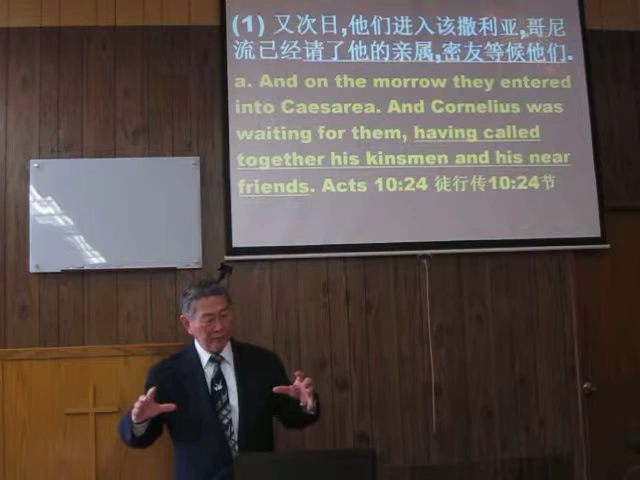 (1) 又次日,他们进入该撒利亚,哥尼
流已经请了他的亲属,密友等候他们.
a. And on the morrow they entered
into Caesarea. And Cornelius was
waiting for them, having called
together his kinsmen and his near
friends. Acts 10:24 徒行传10:24节